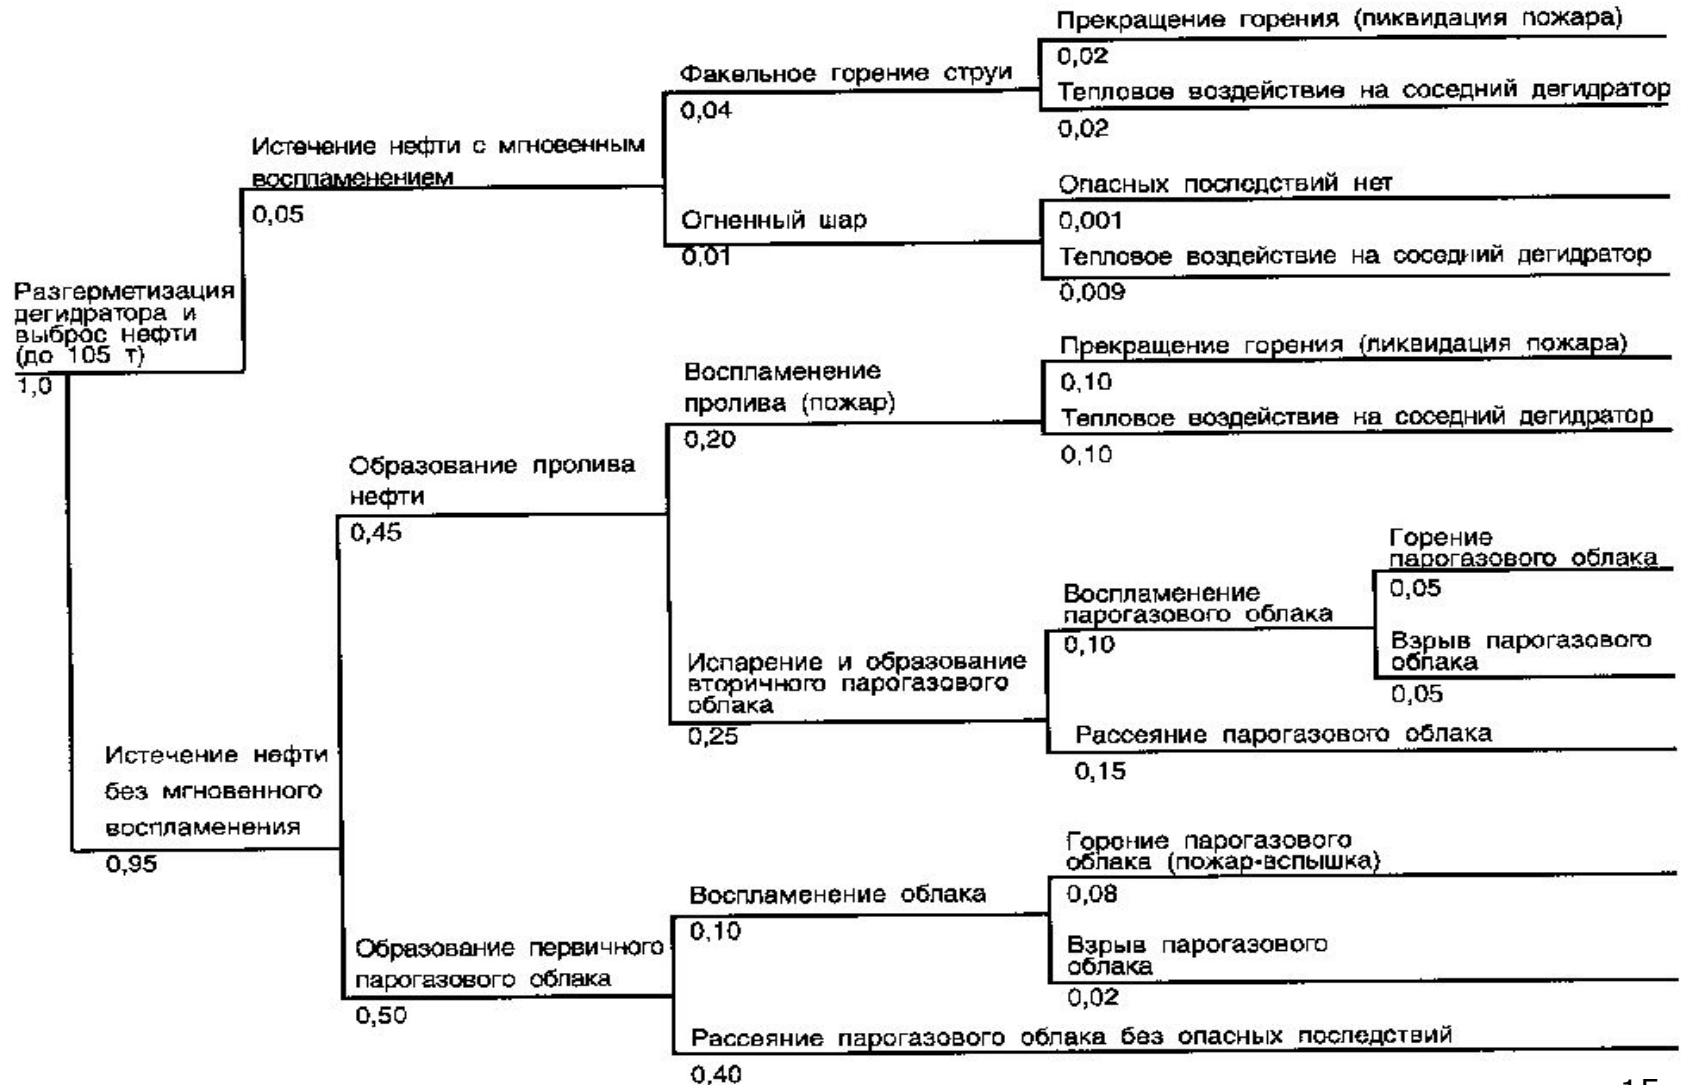 Прекращение горения (ликвидация пожара)
0,02
Факельное горение струи
0,04
Тепловое воздействие на соседний дегидратор
0,02
Истечение нефти с мгновенным
воспламенением
0,05
Опасных последствий нет
0,001
Огненный шар
0,01
Тепловое воздействие на соседний дегидратор
0,009
Разгерметизация
дегидратора и
выброс нефти
(до 105 т)
1,0
Прекращение горения (ликвидация пожара)
0,10
Воспламенение
пролива (пожар)
0,20
Тепловое воздействие на соседний дегидратор
0,10
Образование пролива
нефти
0,45
Горение
парогазового облака
0,05
Воспламенение
парогазового облака
0,10
Взрыв парогазового
облака
0,05
Испарение и образование
вторичного парогазового
облака
0,25
Рассеяние парогазового облака
0,15
Истечение нефти
без мгновенного
воспламенения
0,95
Горение парогазового
облака (пожар-вспышка)
0,08
Воспламенение облака
0,10
Взрыв парогазового
облака
0,02
Образование первичного
парогазового облака
0,50
Рассеяние парогазового облака без опасных последствий
0,40